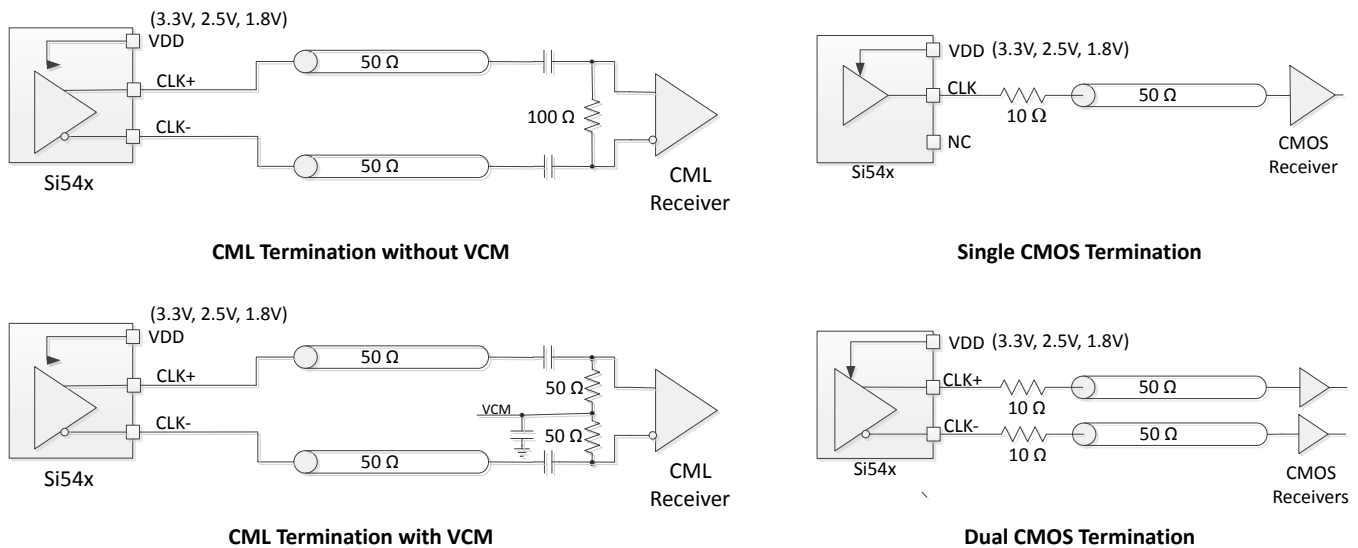 (3.3V, 2.5V, 1.8V)
VDD
CLK+
50 Ω
100 Ω
CLK-
50 Ω
Si54x
CML
Receiver
CML Termination without VCM
VDD (3.3V, 2.5V, 1.8V)
CLK
10 Ω
50 Ω
NC
CMOS
Receiver
Si54x
Single CMOS Termination
(3.3V, 2.5V, 1.8V)
VDD
CLK+
50 Ω
50 Ω
VCM
50 Ω
CLK-
50 Ω
Si54x
CML
Receiver
CML Termination with VCM
VDD (3.3V, 2.5V, 1.8V)
CLK+
10 Ω
50 Ω
CLK-
10 Ω
50 Ω
Si54x
CMOS
Receivers
Dual CMOS Termination